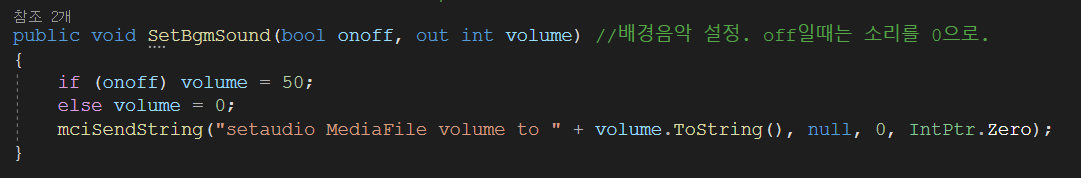 참조 2개
public void SetBgmSound(bool onoff, out int volume) //배경음악 설정. off일때는 소리를 0으로.
{
    if (onoff) volume = 50;
    else volume = 0;
    mciSendString("setaudio MediaFile volume to " + volume.ToString(), null, 0, IntPtr.Zero);
}